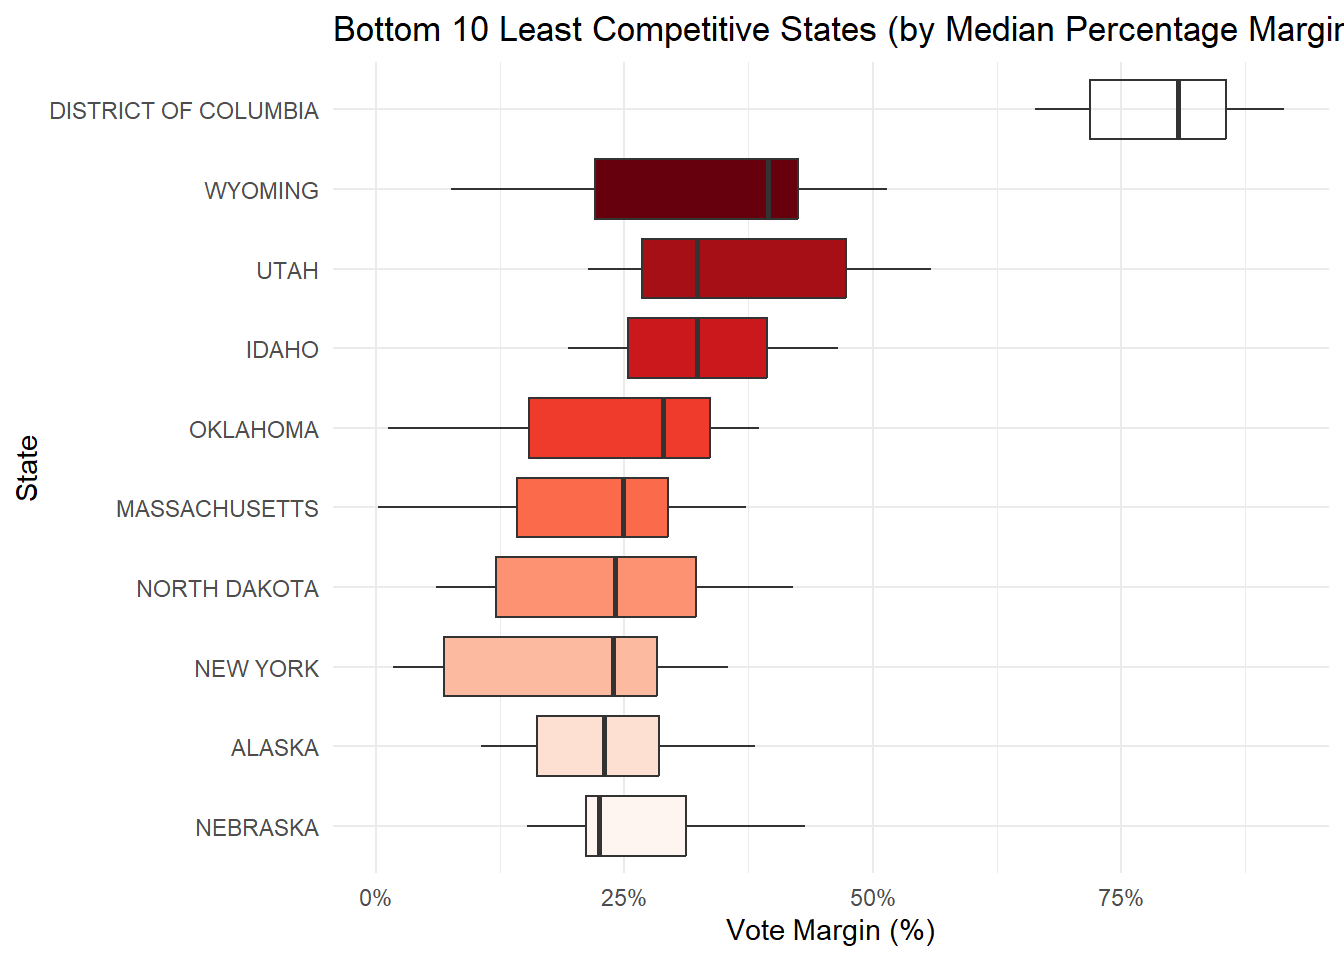 Bottom 10 Least Competitive States (by Median Percentage Margin
DISTRICT OF COLUMBIA
WYOMING
UTAH
IDAHO
OKLAHOMA
MASSACHUSETTS
NORTH DAKOTA
NEW YORK
ALASKA
NEBRASKA
State
0% 25% 50% 75%
Vote Margin (%)